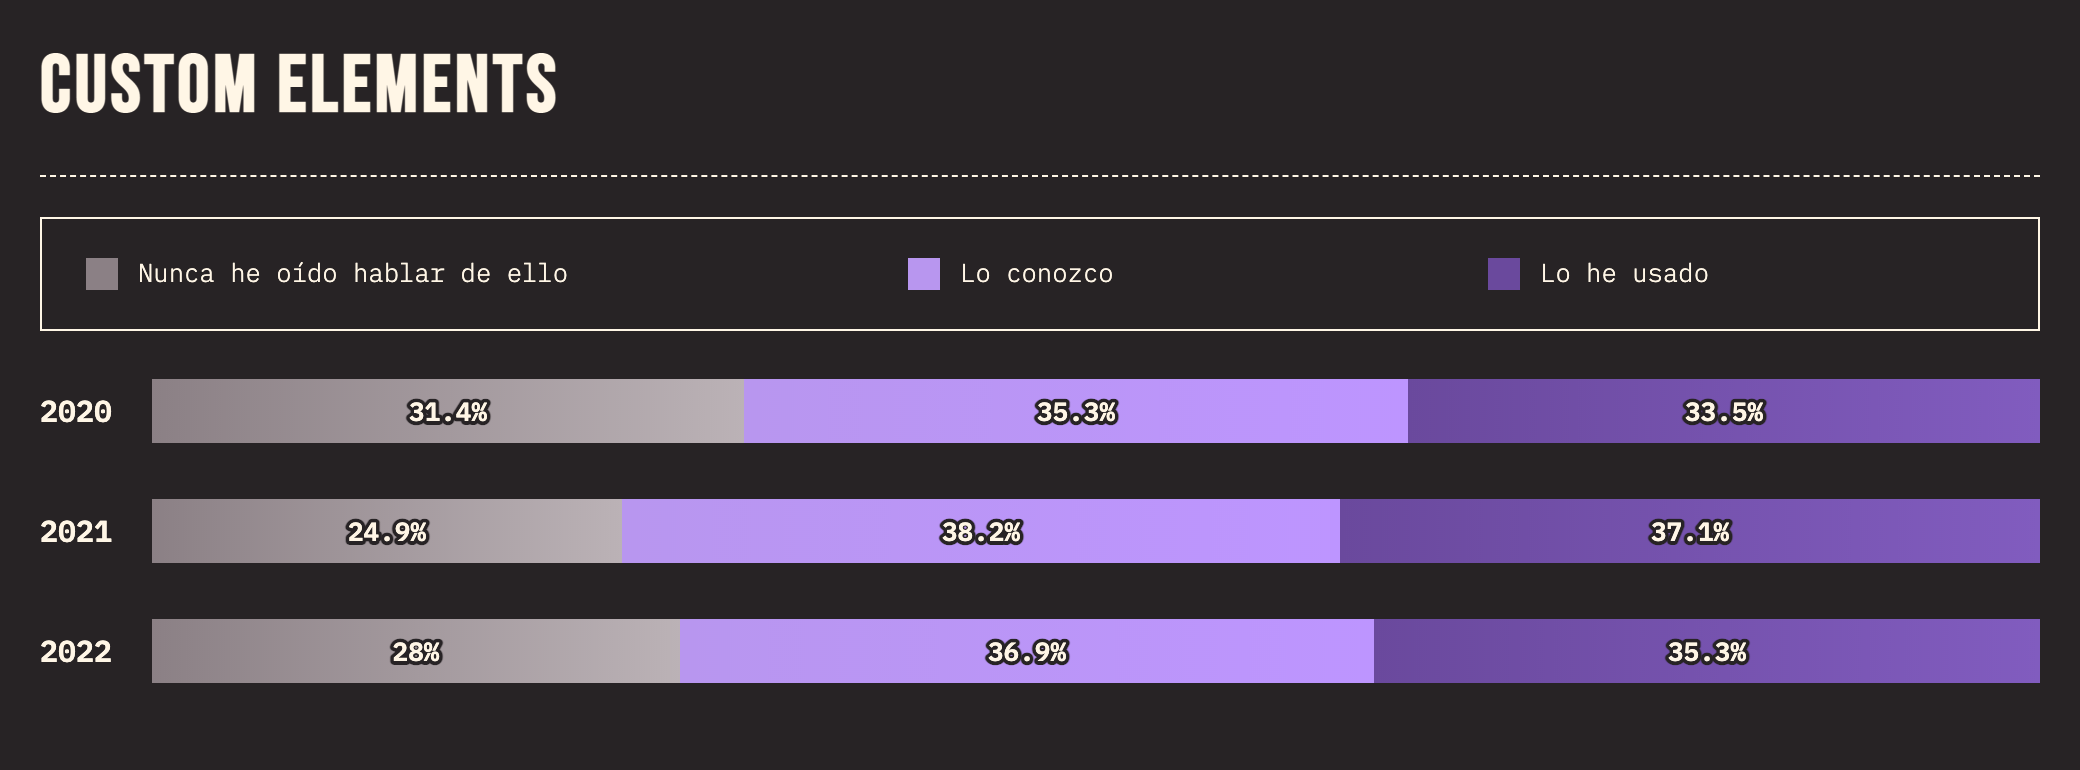 CUSTOM ELEMENTS
Nunca he oído hablar de ello Lo conozco Lo he usado
2020 31.4% 35.3% 33.5%
2021 24.9% 38.2% 37.1%
2022 28% 36.9% 35.3%